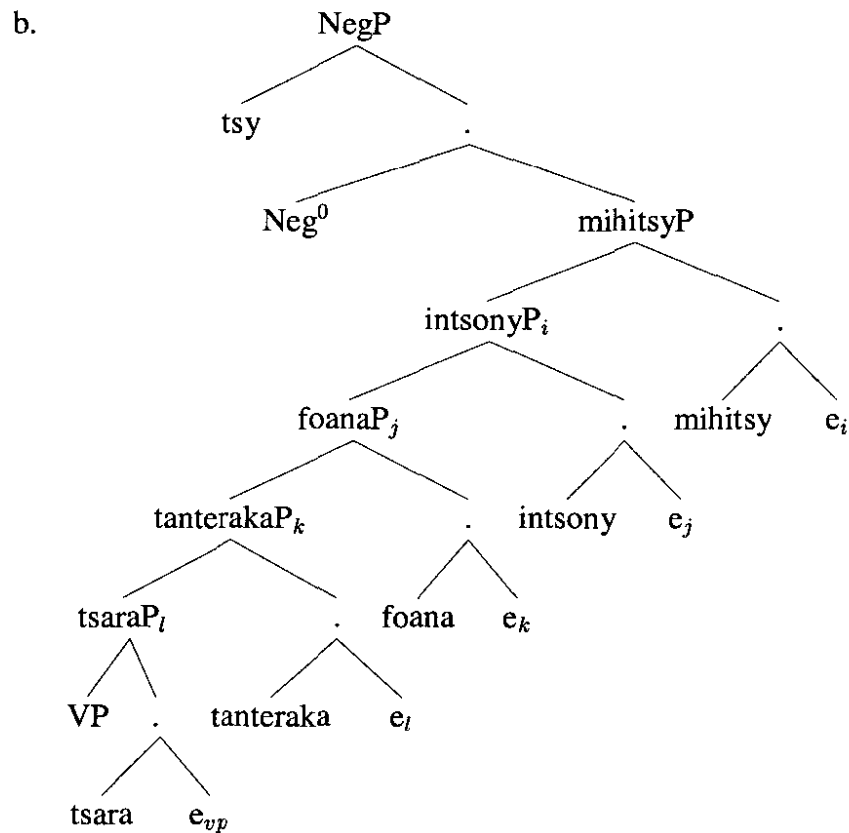 b. NegP
tsy .
Neg⁰ mihitsyP
intsonyPᵢ .
foanaPⱼ . mihitsy eᵢ
tanterakaPₖ . intsony eⱼ
tsaraPₗ . foana eₖ
VP . tanteraka eₗ
tsara eᵥₚ